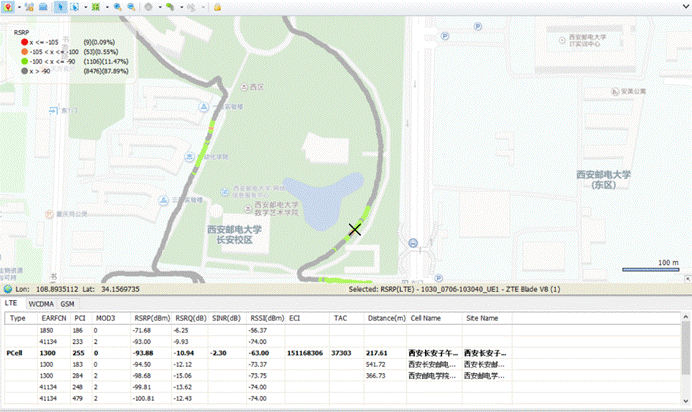 RSRP
x <= -105 (9)(0.09%)
-105 < x <= -100 (53)(0.55%)
-100 < x <= -90 (1106)(11.47%)
x > -90 (8476)(87.89%)
西安邮电大学
IT实训中心
西区
安美公寓
东门
西安邮电大学
(东区)
西安邮电大学
数字艺术学院
西安邮电大学
长安校区
100 m
Lon: 108.8935112 Lat: 34.1569735 Selected: RSRP(LTE) - 1030_0706-103040_UE1 - ZTE Blade V8 (1)
LTE WCDMA GSM
Type EARFCN PCI MOD3 RSRP(dBm) RSRQ(dB) SINR(dB) RSSI(dBm) ECI TAC Distance(m) Cell Name Site Name
1850 186 0 -71.68 -6.25 -56.37
41134 233 2 -93.00 -9.93 -74.00
PCell 1300 255 0 -93.88 -10.94 -2.30 -63.00 151168306 37303 217.61 西安长安子午... 西安长安子...
1300 183 0 -94.50 -12.12 -73.37 541.72 西安长安邮电... 西安长安邮...
1300 284 2 -98.68 -15.06 -73.75 366.73 西安邮电学院... 西安邮电学...
41134 248 2 -99.81 -13.62 -74.00
41134 479 2 -100.81 -12.43 -74.00